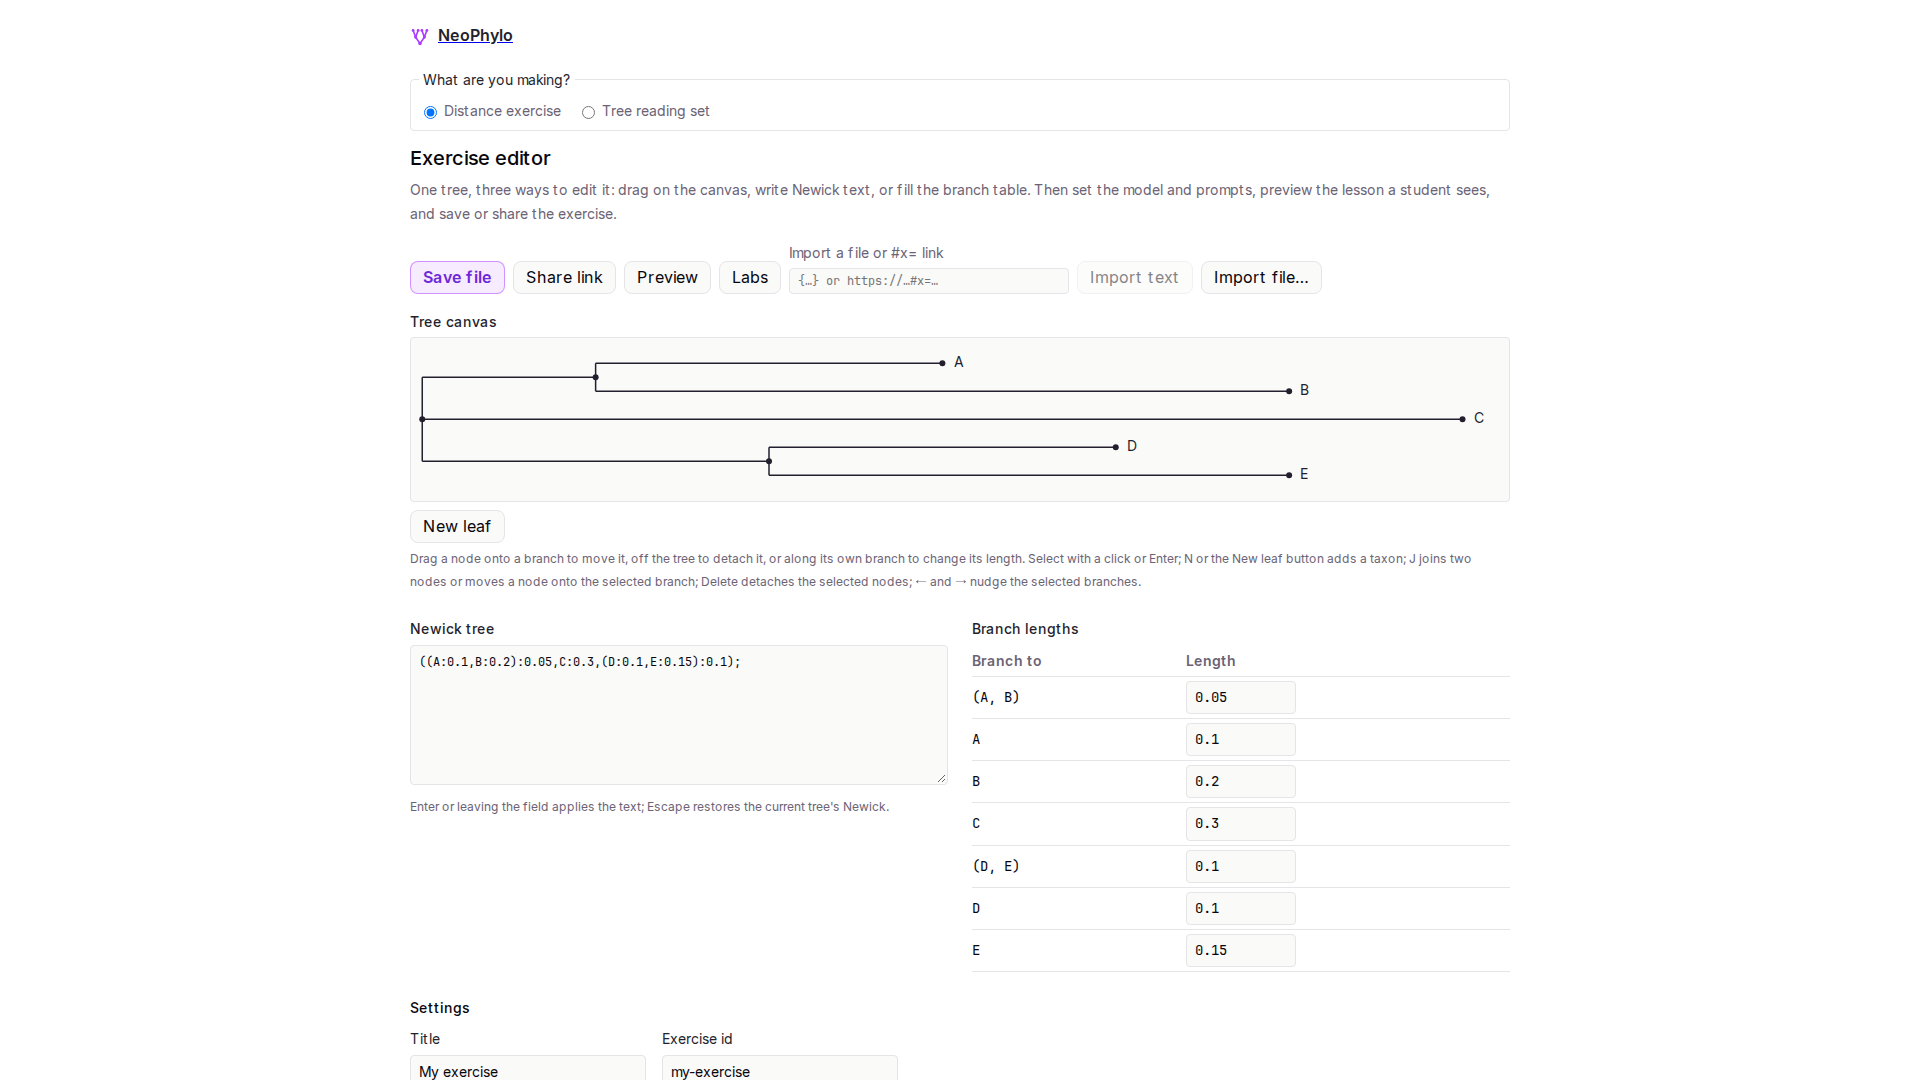 NeoPhylo
What are you making?
Distance exercise Tree reading set
Exercise editor
One tree, three ways to edit it: drag on the canvas, write Newick text, or fill the branch table. Then set the model and prompts, preview the lesson a student sees,
and save or share the exercise.
Import a file or #x= link
Save file Share link Preview Labs {…} or https://…#x=… Import text Import file…
Tree canvas
A
B
C
D
E
New leaf
Drag a node onto a branch to move it, off the tree to detach it, or along its own branch to change its length. Select with a click or Enter; N or the New leaf button adds a taxon; J joins two
nodes or moves a node onto the selected branch; Delete detaches the selected nodes; ← and → nudge the selected branches.
Newick tree
((A:0.1,B:0.2):0.05,C:0.3,(D:0.1,E:0.15):0.1);
Enter or leaving the field applies the text; Escape restores the current tree's Newick.
Branch lengths
Branch to Length
(A, B) 0.05
A 0.1
B 0.2
C 0.3
(D, E) 0.1
D 0.1
E 0.15
Settings
Title Exercise id
My exercise my-exercise